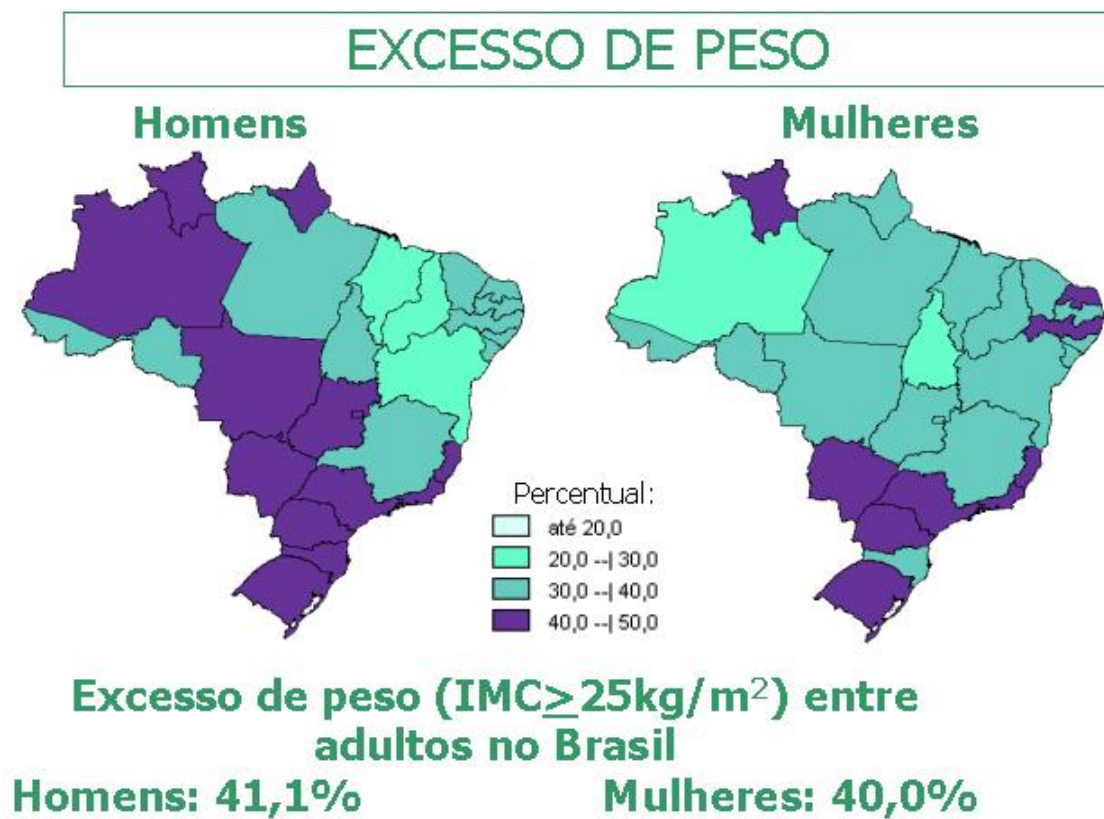 EXCESSO DE PESO
Homens
Mulheres
Percentual:
até 20,0
20,0 --| 30,0
30,0 --| 40,0
40,0 --| 50,0
Excesso de peso (IMC≥25kg/m²) entre
adultos no Brasil
Homens: 41,1%
Mulheres: 40,0%